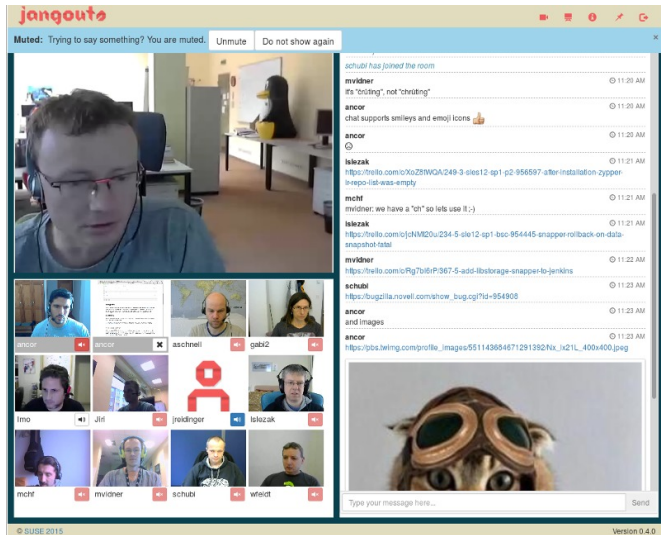 jangouts
Muted: Trying to say something? You are muted. Unmute Do not show again ×
schubi has joined the room
mvidner 11:20 AM
it's "črüting", not "chrüting"
ancor 11:20 AM
chat supports smileys and emoji icons
ancor 11:20 AM
lslezak 11:21 AM
https://trello.com/c/XoZ8fWQA/249-3-sles12-sp1-p2-956597-after-installation-zypper-
lr-repo-list-was-empty
mchf 11:21 AM
mvidner: we have a "ch" so lets use it ;-)
lslezak 11:21 AM
https://trello.com/c/jcNMt20u/234-5-sle12-sp1-bsc-954445-snapper-rollback-on-data-
snapshot-fatal
mvidner 11:22 AM
https://trello.com/c/Rg7bI6rP/367-5-add-libstorage-snapper-to-jenkins
schubi 11:23 AM
https://bugzilla.novell.com/show_bug.cgi?id=954908
ancor 11:23 AM
and images
ancor 11:23 AM
https://pbs.twimg.com/profile_images/551143684671291392/Nx_Ix21L_400x400.jpeg
ancor ancor aschnell gabi2
lmo Jiri jreidinger lslezak
mchf mvidner schubi wfeldt
Type your message here... Send
© SUSE 2015 Version 0.4.0